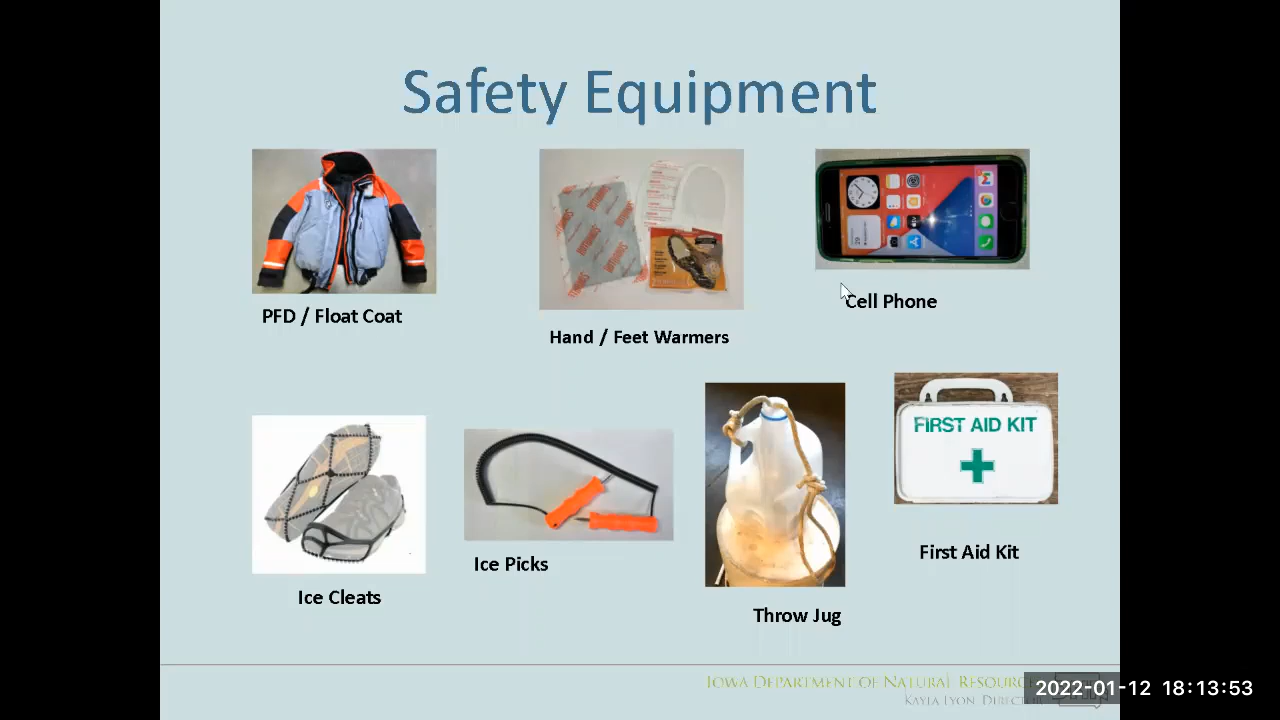 Safety Equipment
PFD / Float Coat
Hand / Feet Warmers
Cell Phone
FIRST AID KIT
Ice Cleats
Ice Picks
Throw Jug
First Aid Kit
IOWA DEPARTMENT OF NATURAL
KAYLA LYON, DIRECTOR
2022-01-12 18:13:53